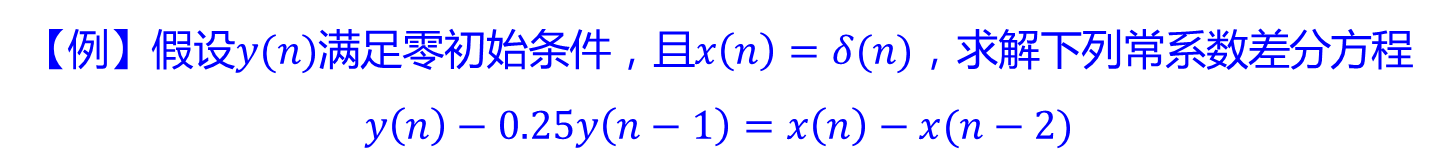 【例】假设y(n)满足零初始条件，且x(n) = δ(n)，求解下列常系数差分方程
y(n) − 0.25y(n − 1) = x(n) − x(n − 2)